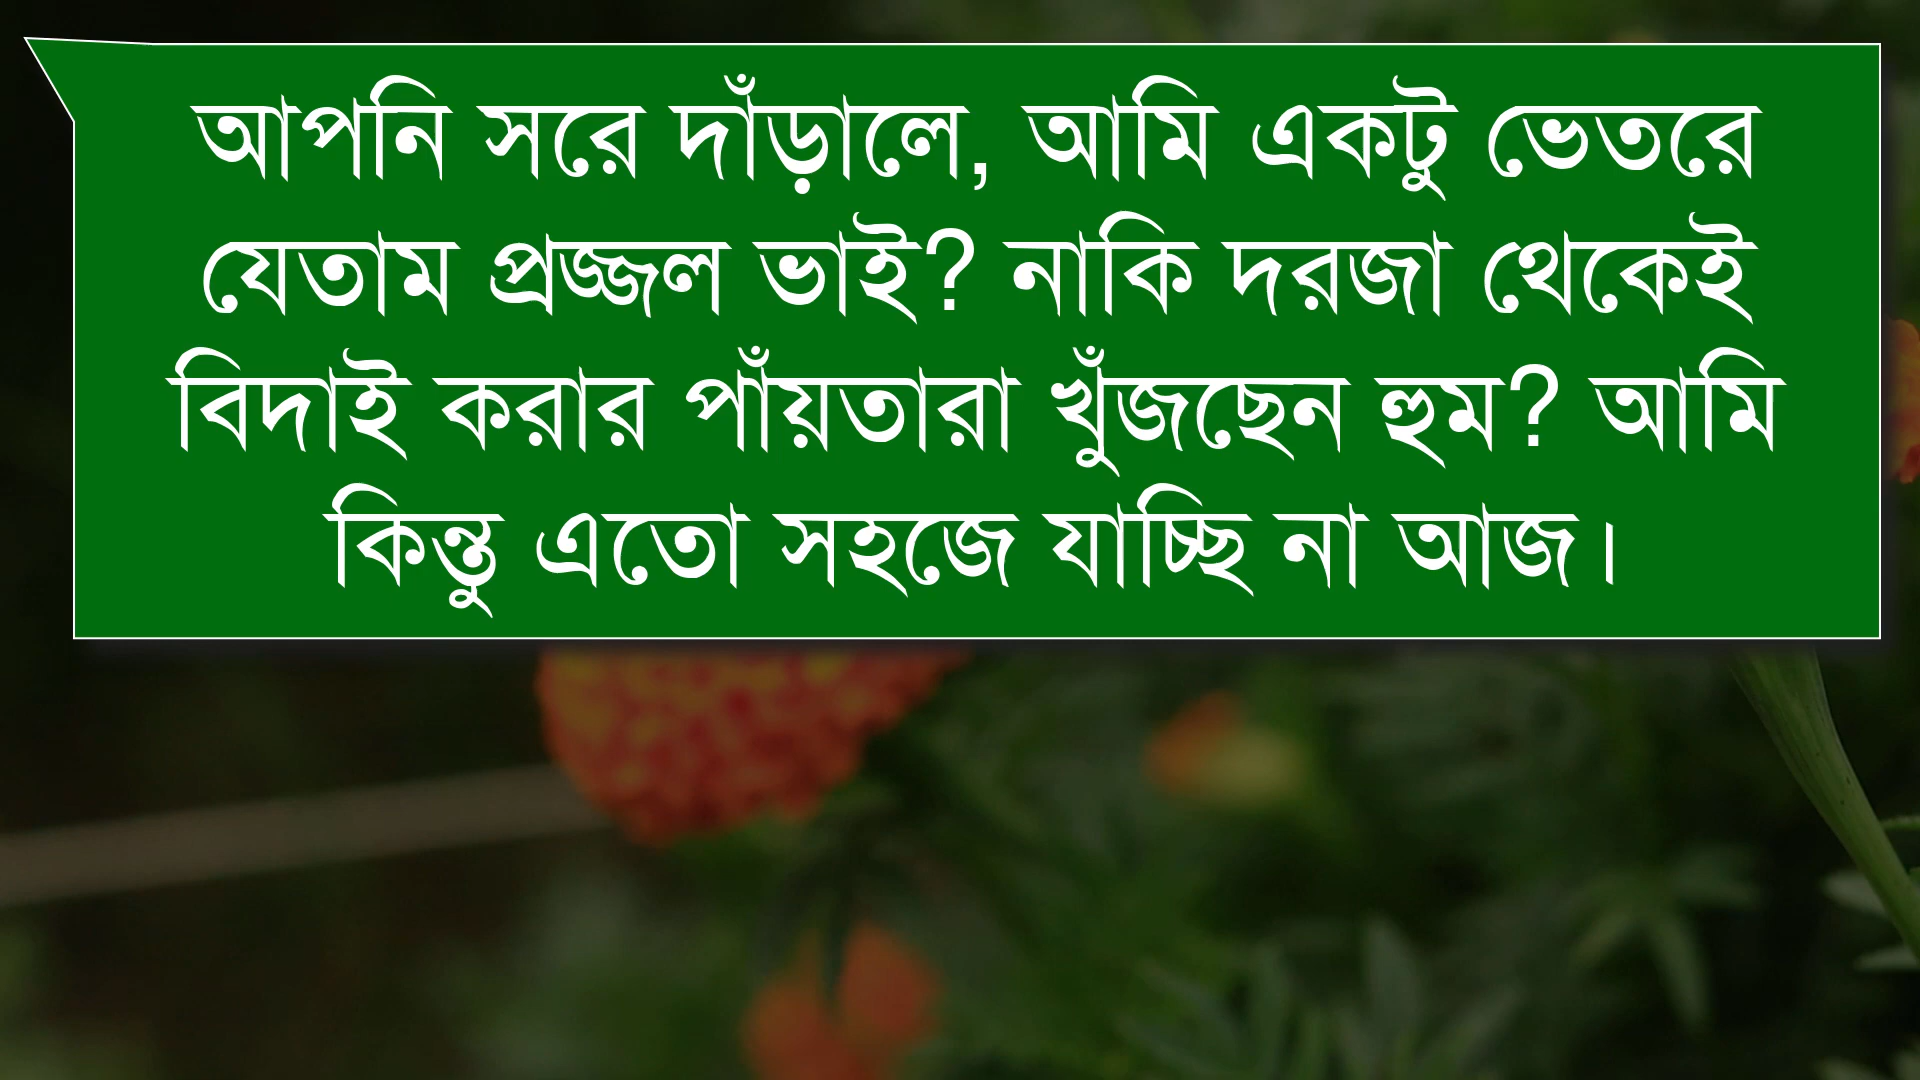 আপনি সরে দাঁড়ালে, আমি একটু ভেতরে
যেতাম প্রজ্জল ভাই? নাকি দরজা থেকেই
বিদাই করার পাঁয়তারা খুঁজছেন হুম? আমি
কিন্তু এতো সহজে যাচ্ছি না আজ।